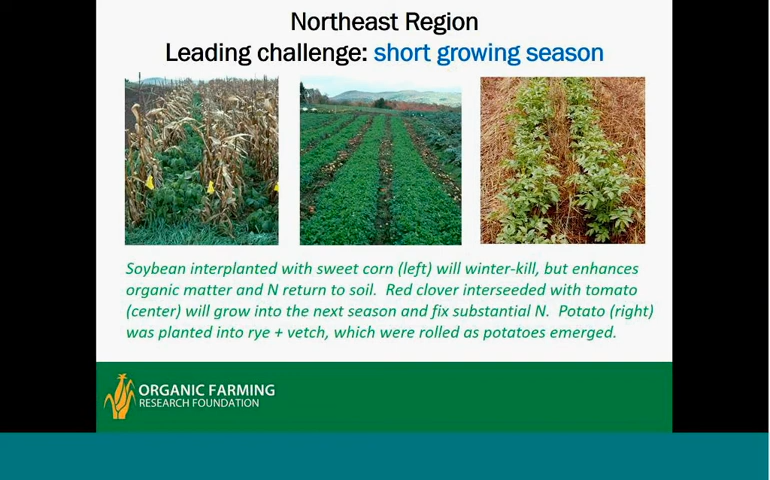 Northeast Region
Leading challenge: short growing season
Soybean interplanted with sweet corn (left) will winter-kill, but enhances
organic matter and N return to soil.  Red clover interseeded with tomato
(center) will grow into the next season and fix substantial N.  Potato (right)
was planted into rye + vetch, which were rolled as potatoes emerged.
ORGANIC FARMING
RESEARCH FOUNDATION